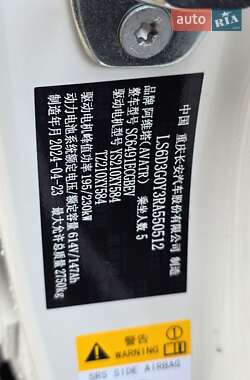 AUTO RIA
中国 重庆长安汽车股份有限公司 制造
LS6D3G0Y3RA550512
品牌 阿维塔(AVATR) 乘坐人数 5
整车型号 SC6491ECCBEV
驱动电机型号 YS210XY584
TZ210XY584
驱动电机峰值功率 195/230kW
动力电池系统额定电压/额定容量 614V/147Ah
制造年月 2024-04-23 最大允许总质量 2750kg
警告
WARNING
SRS SIDE AIRBAG